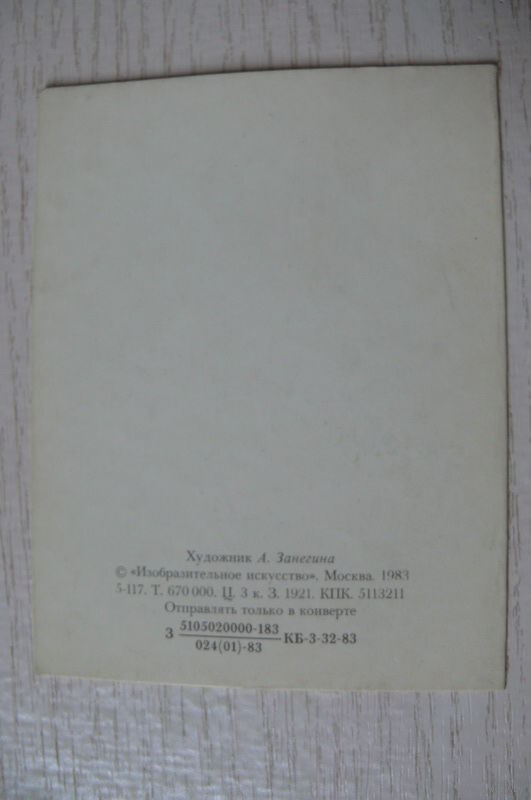 Художник А. Занегина
© «Изобразительное искусство». Москва. 1983
5-117. Т. 670 000. Ц. 3 к. З. 1921. КПК. 5113211
Отправлять только в конверте
З 5105020000-183 КБ-3-32-83
024(01)-83